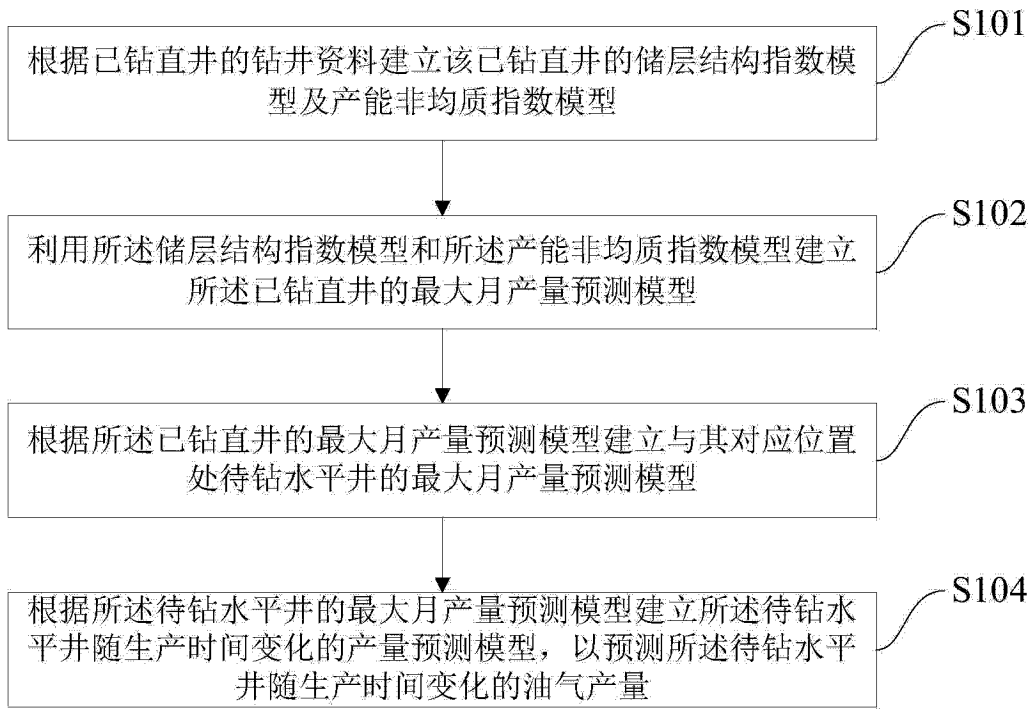 S101
根据已钻直井的钻井资料建立该已钻直井的储层结构指数模
型及产能非均质指数模型
S102
利用所述储层结构指数模型和所述产能非均质指数模型建立
所述已钻直井的最大月产量预测模型
S103
根据所述已钻直井的最大月产量预测模型建立与其对应位置
处待钻水平井的最大月产量预测模型
S104
根据所述待钻水平井的最大月产量预测模型建立所述待钻水
平井随生产时间变化的产量预测模型，以预测所述待钻水平
井随生产时间变化的油气产量